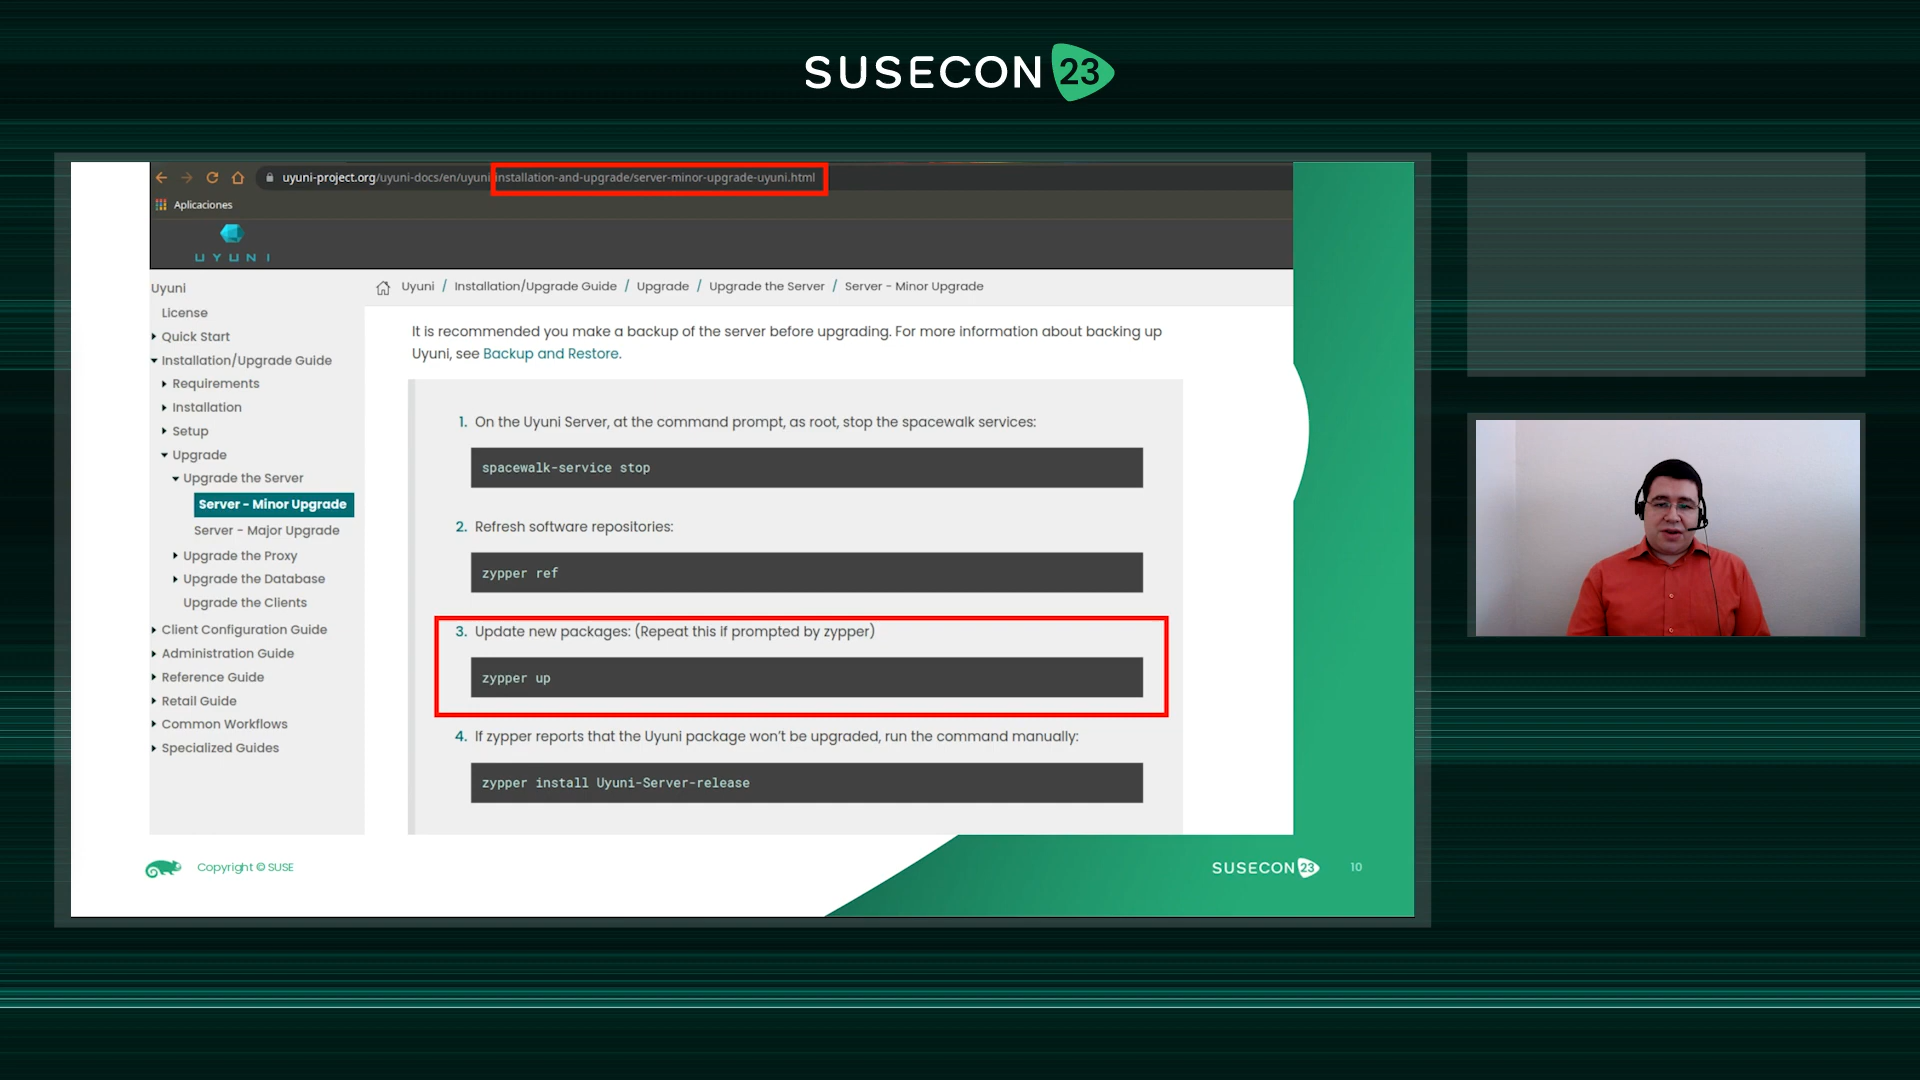 SUSECON 23
uyuni-project.org/uyuni-docs/en/uyuni/installation-and-upgrade/server-minor-upgrade-uyuni.html
Aplicaciones
UYUNI
Uyuni
License
Quick Start
Installation/Upgrade Guide
Requirements
Installation
Setup
Upgrade
Upgrade the Server
Server - Minor Upgrade
Server - Major Upgrade
Upgrade the Proxy
Upgrade the Database
Upgrade the Clients
Client Configuration Guide
Administration Guide
Reference Guide
Retail Guide
Common Workflows
Specialized Guides
Uyuni / Installation/Upgrade Guide / Upgrade / Upgrade the Server / Server - Minor Upgrade
It is recommended you make a backup of the server before upgrading. For more information about backing up
Uyuni, see Backup and Restore.
1. On the Uyuni Server, at the command prompt, as root, stop the spacewalk services:
spacewalk-service stop
2. Refresh software repositories:
zypper ref
3. Update new packages: (Repeat this if prompted by zypper)
zypper up
4. If zypper reports that the Uyuni package won't be upgraded, run the command manually:
zypper install Uyuni-Server-release
Copyright © SUSE
SUSECON 23
10